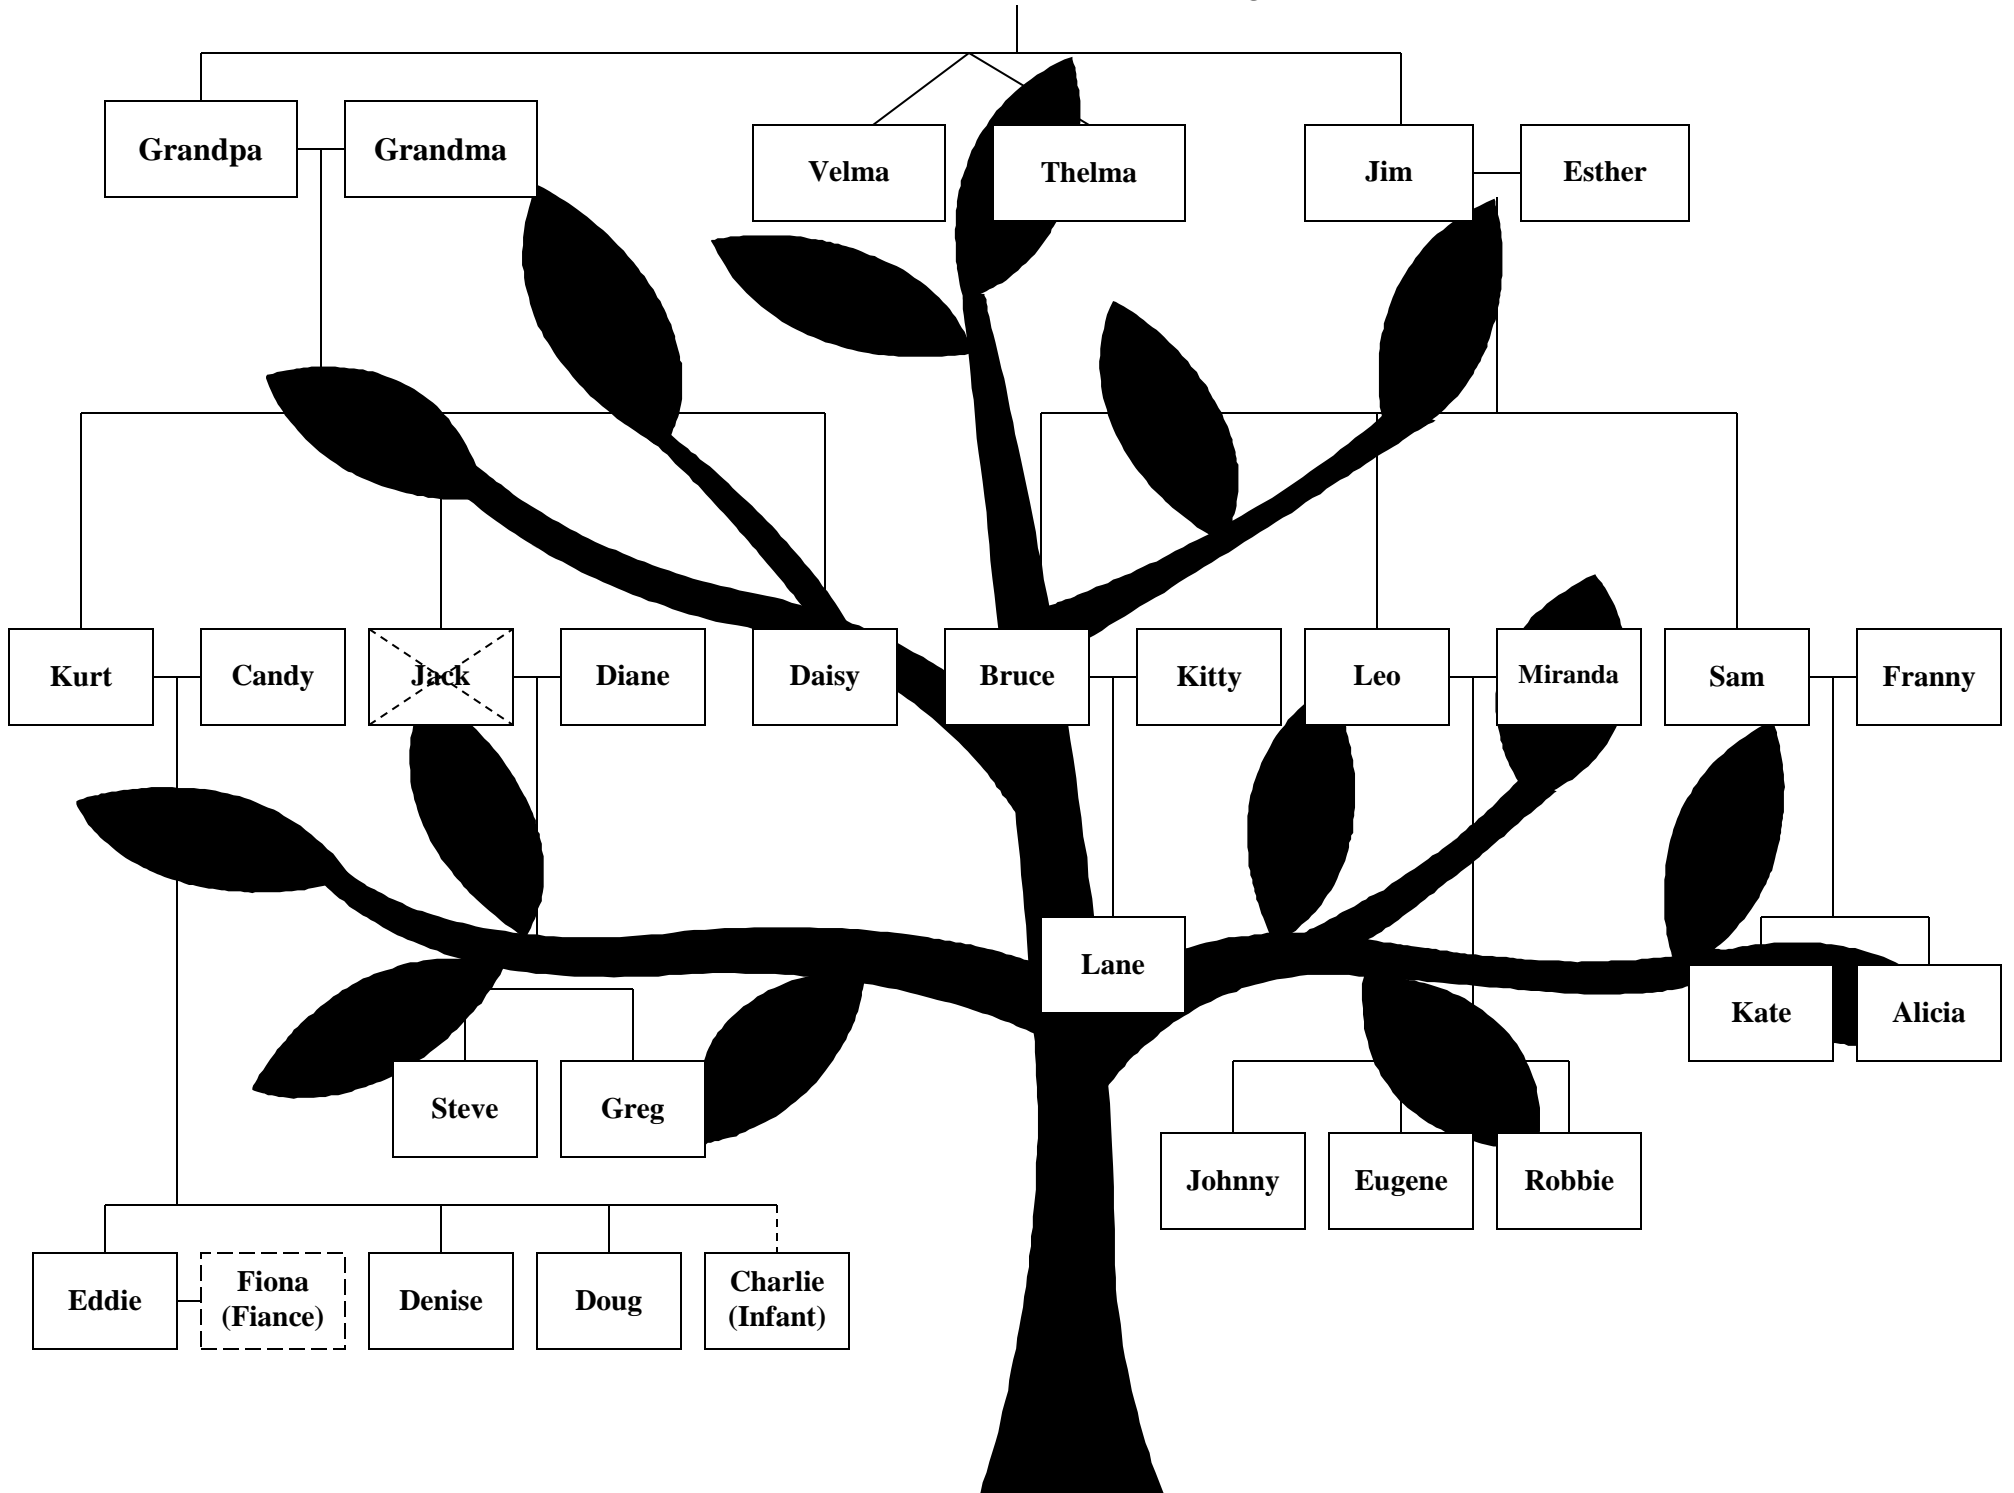 Grandpa
Grandma
Velma
Thelma
Jim
Esther
Kurt
Candy
Jack
Diane
Daisy
Bruce
Kitty
Leo
Miranda
Sam
Franny
Lane
Kate
Alicia
Steve
Greg
Johnny
Eugene
Robbie
Eddie
Fiona
(Fiance)
Denise
Doug
Charlie
(Infant)